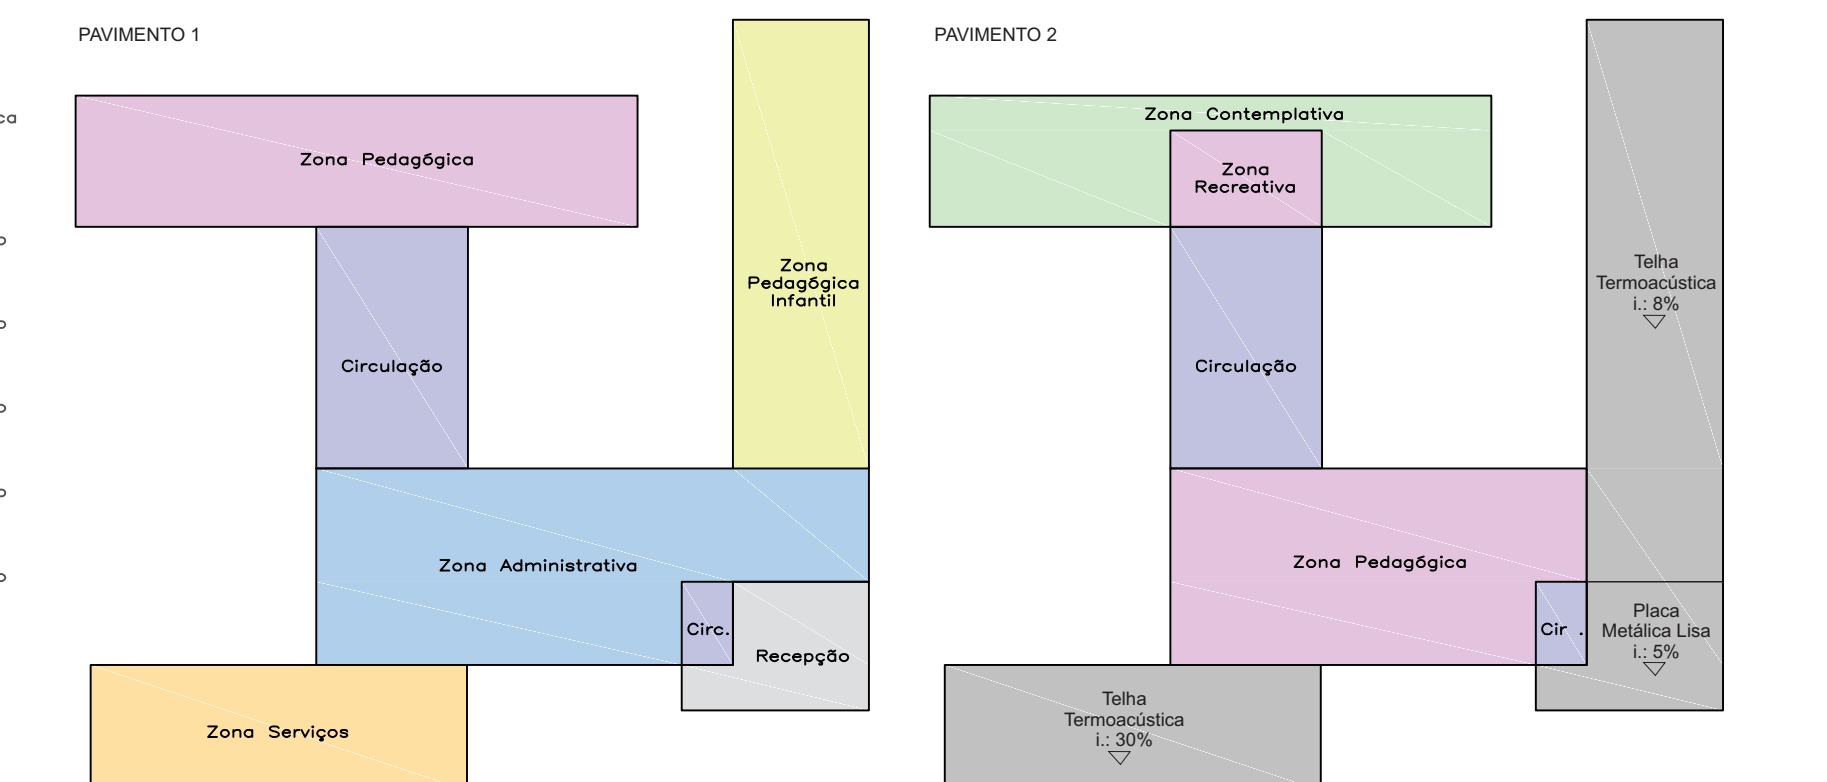 PAVIMENTO 1
ca
Zona Pedagógica
Zona
Pedagógica
Infantil
Circulação
Zona Administrativa
Circ.
Recepção
Zona Serviços
PAVIMENTO 2
Zona Contemplativa
Zona
Recreativa
Telha
Termoacústica
i.: 8%
Circulação
Zona Pedagógica
Cir .
Placa
Metálica Lisa
i.: 5%
Telha
Termoacústica
i.: 30%